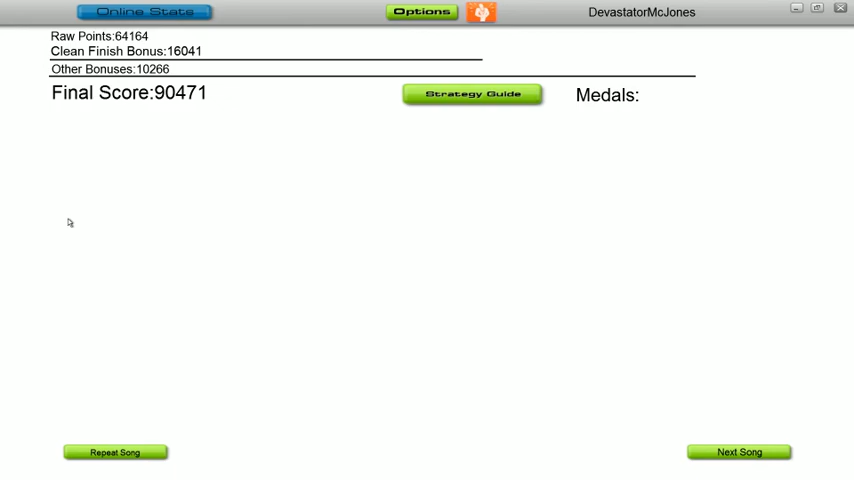 Online Stats
Options
DevastatorMcJones
Raw Points:64164
Clean Finish Bonus:16041
Other Bonuses:10266
Final Score:90471
Strategy Guide
Medals:
Repeat Song
Next Song